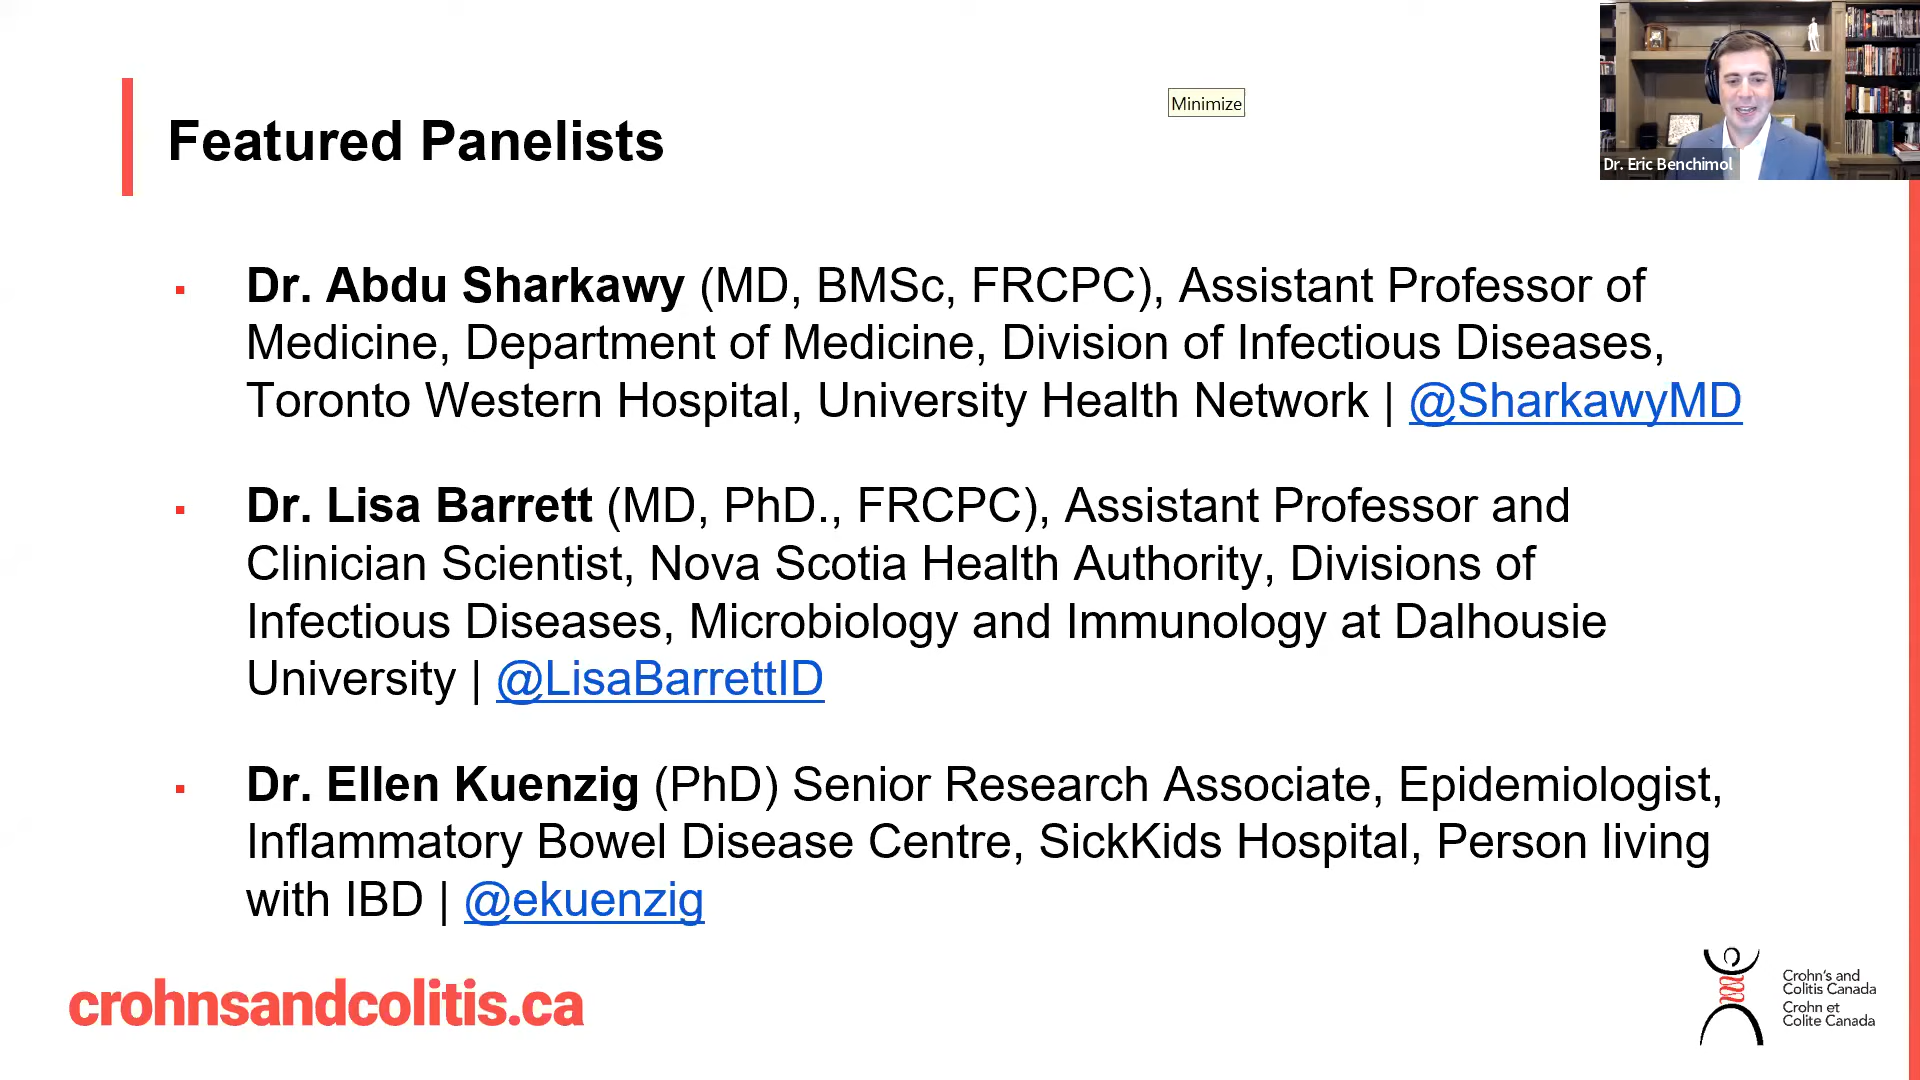 Minimize
Dr. Eric Benchimol
Featured Panelists
Dr. Abdu Sharkawy (MD, BMSc, FRCPC), Assistant Professor of
Medicine, Department of Medicine, Division of Infectious Diseases,
Toronto Western Hospital, University Health Network | @SharkawyMD
Dr. Lisa Barrett (MD, PhD., FRCPC), Assistant Professor and
Clinician Scientist, Nova Scotia Health Authority, Divisions of
Infectious Diseases, Microbiology and Immunology at Dalhousie
University | @LisaBarrettID
Dr. Ellen Kuenzig (PhD) Senior Research Associate, Epidemiologist,
Inflammatory Bowel Disease Centre, SickKids Hospital, Person living
with IBD | @ekuenzig
crohnsandcolitis.ca
Crohn's and
Colitis Canada
Crohn et
Colite Canada